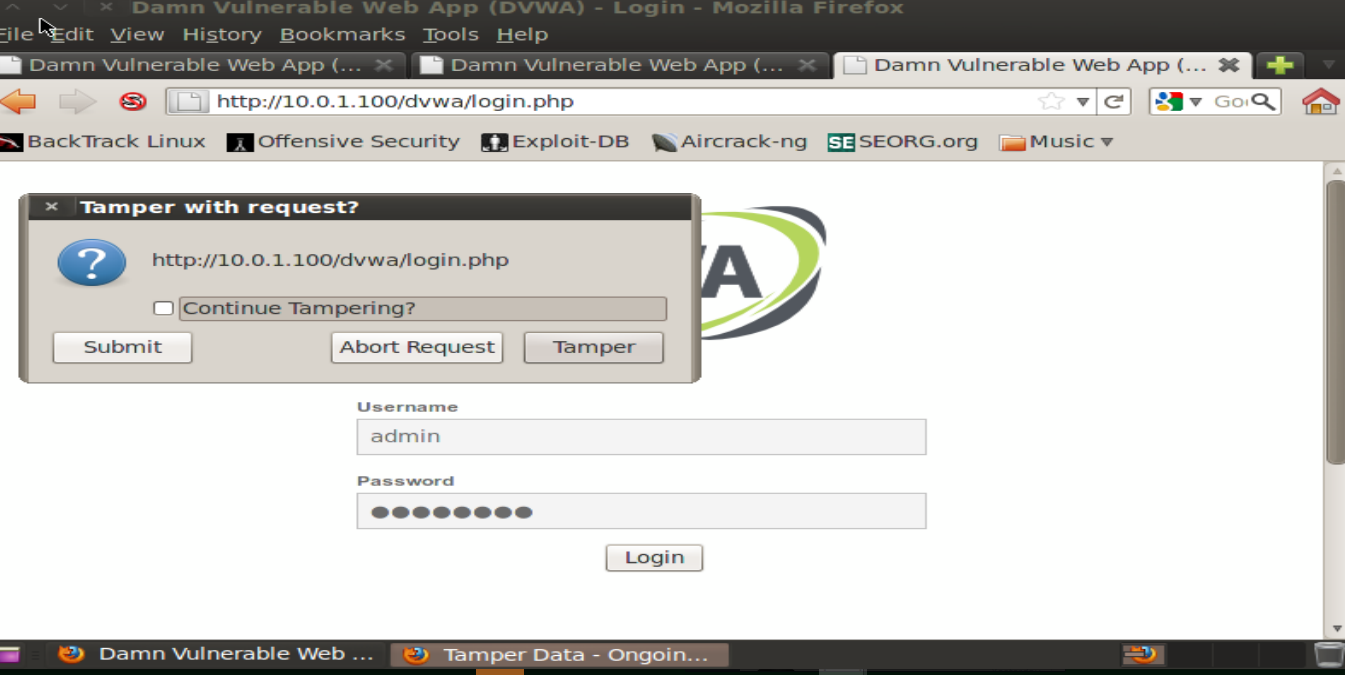 Damn Vulnerable Web App (DVWA) - Login - Mozilla Firefox
File Edit View History Bookmarks Tools Help
Damn Vulnerable Web App (... Damn Vulnerable Web App (... Damn Vulnerable Web App (...
http://10.0.1.100/dvwa/login.php
BackTrack Linux Offensive Security Exploit-DB Aircrack-ng SE SEORG.org Music
Tamper with request?
http://10.0.1.100/dvwa/login.php
Continue Tampering?
Submit Abort Request Tamper
Username
admin
Password
Login
Damn Vulnerable Web ... Tamper Data - Ongoin...